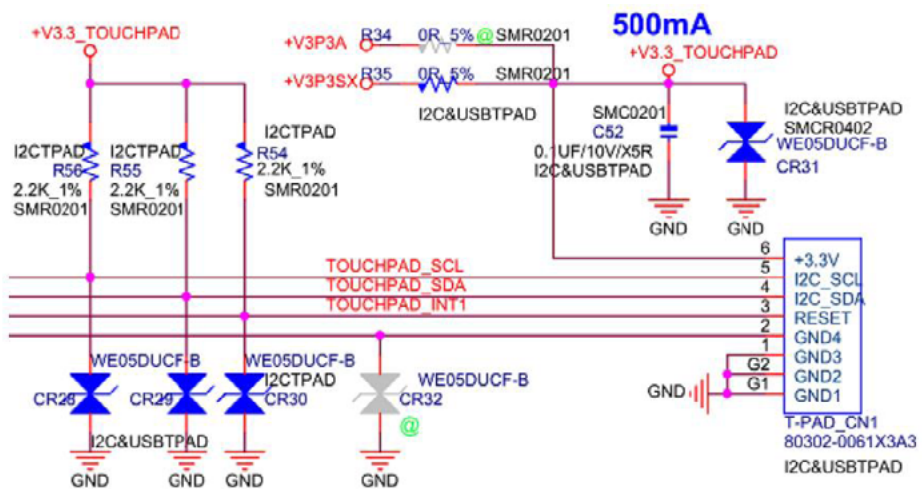 500mA
+V3.3_TOUCHPAD
+V3P3A
R34
0R_5%
@
SMR0201
+V3.3_TOUCHPAD
+V3P3SX
R35
0R_5%
SMR0201
I2C&USBTPAD
I2CTPAD
R56
2.2K_1%
SMR0201
I2CTPAD
R55
2.2K_1%
SMR0201
I2CTPAD
R54
2.2K_1%
SMR0201
SMC0201
C52
0.1UF/10V/X5R
I2C&USBTPAD
GND
I2C&USBTPAD
SMCR0402
WE05DUCF-B
CR31
GND
TOUCHPAD_SCL
TOUCHPAD_SDA
TOUCHPAD_INT1
6 +3.3V
5 I2C_SCL
4 I2C_SDA
3 RESET
2 GND4
1 GND3
G2 GND2
G1 GND1
GND
T-PAD_CN1
80302-0061X3A3
I2C&USBTPAD
WE05DUCF-B
CR28
CR29
WE05DUCF-B
I2CTPAD
CR30
WE05DUCF-B
CR32
@
I2C&USBTPAD
GND
GND
GND
GND